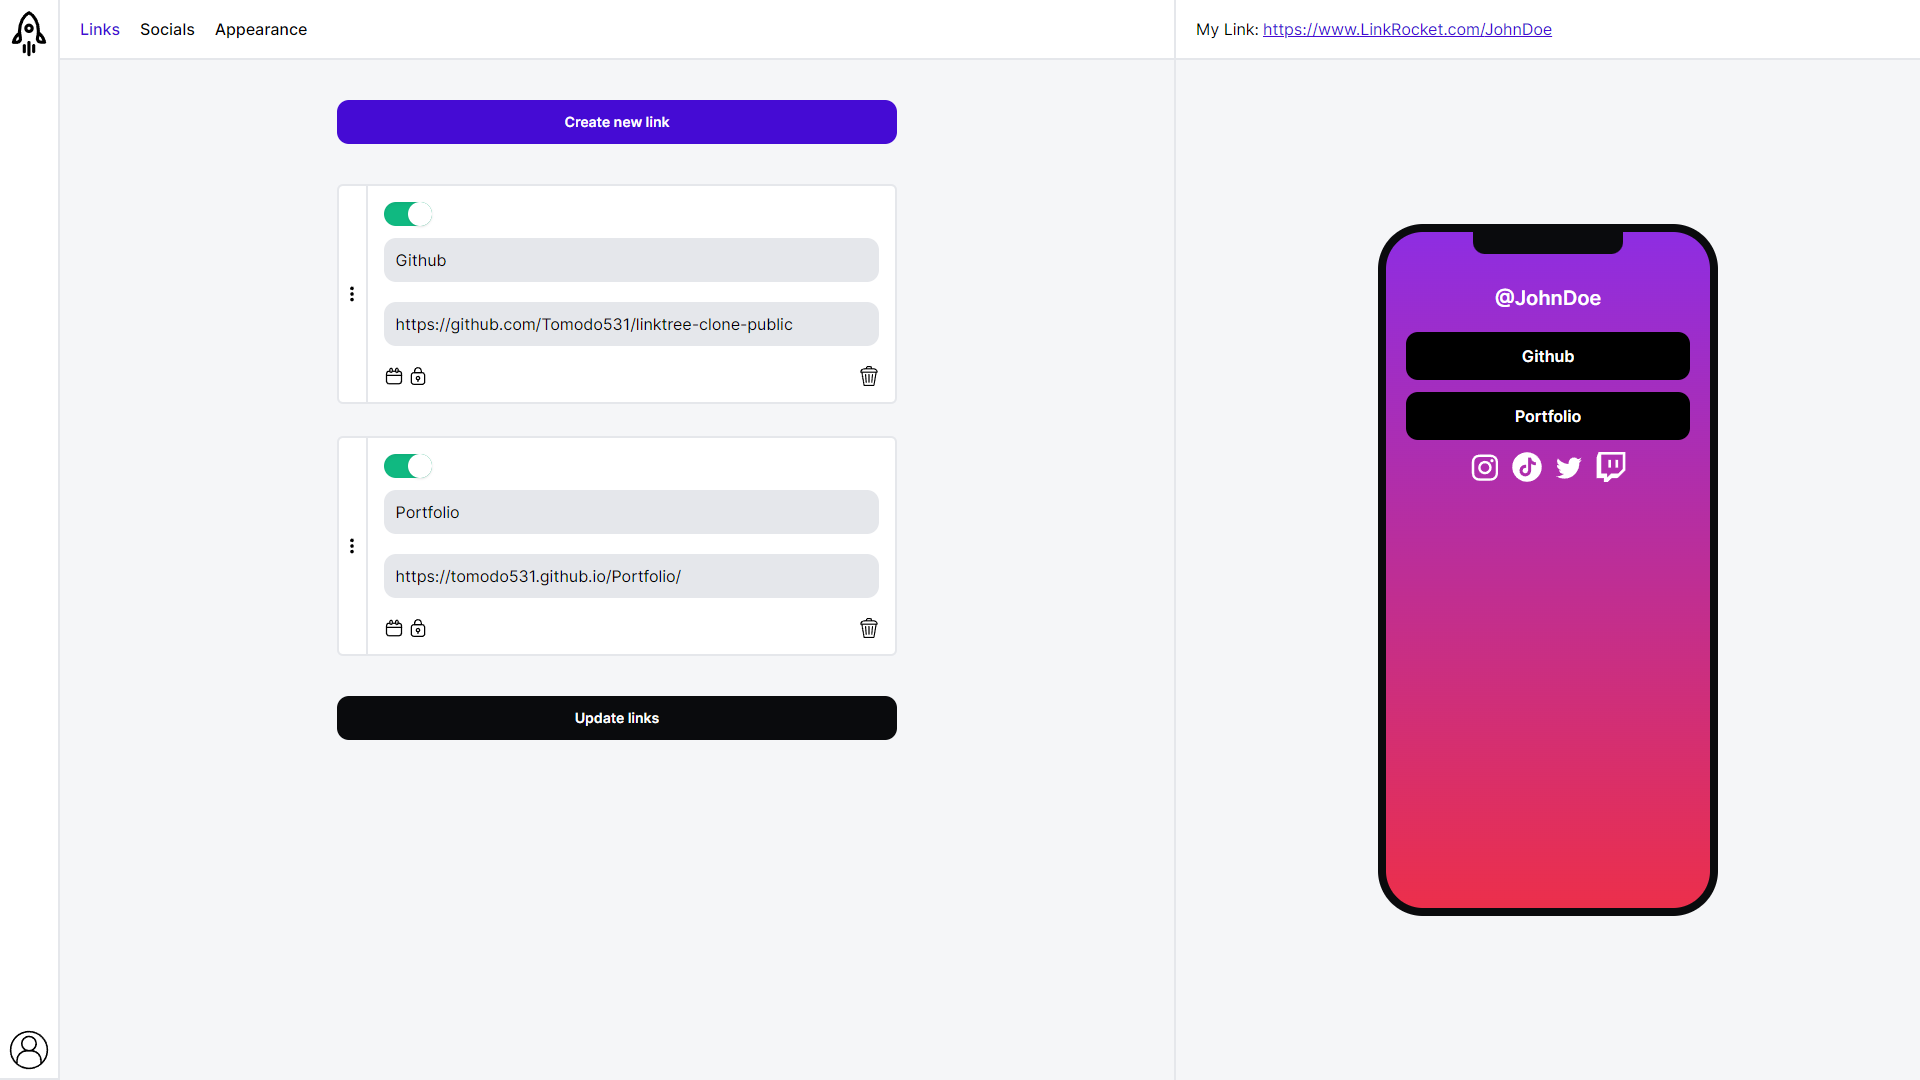 Links Socials Appearance
My Link: https://www.LinkRocket.com/JohnDoe
Create new link
Github
https://github.com/Tomodo531/linktree-clone-public
Portfolio
https://tomodo531.github.io/Portfolio/
Update links
@JohnDoe
Github
Portfolio